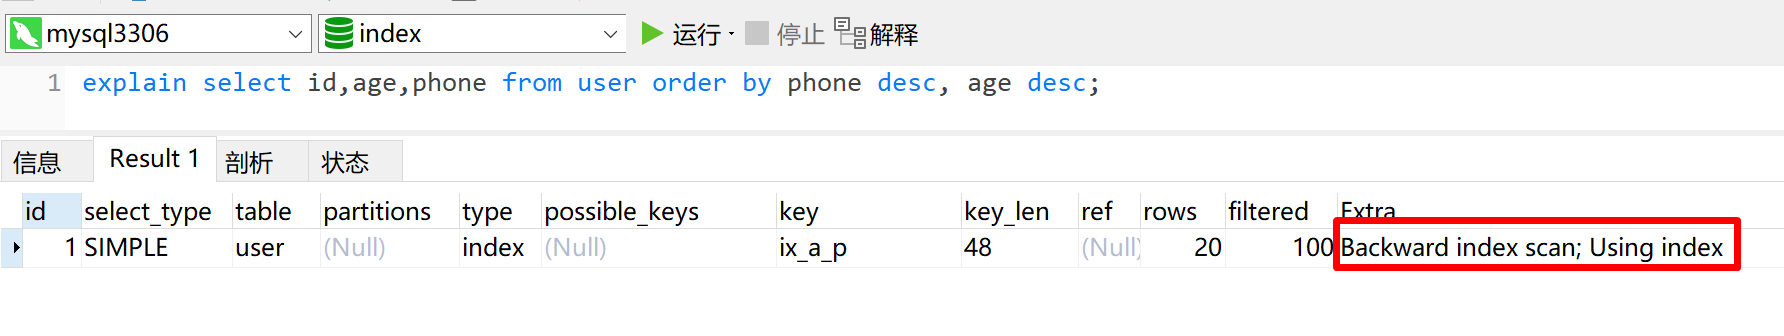 mysql3306 index 运行 停止 解释
1 explain select id,age,phone from user order by phone desc, age desc;
信息 Result 1 剖析 状态
id select_type table partitions type possible_keys key key_len ref rows filtered Extra
1 SIMPLE user (Null) index (Null) ix_a_p 48 (Null) 20 100 Backward index scan; Using index